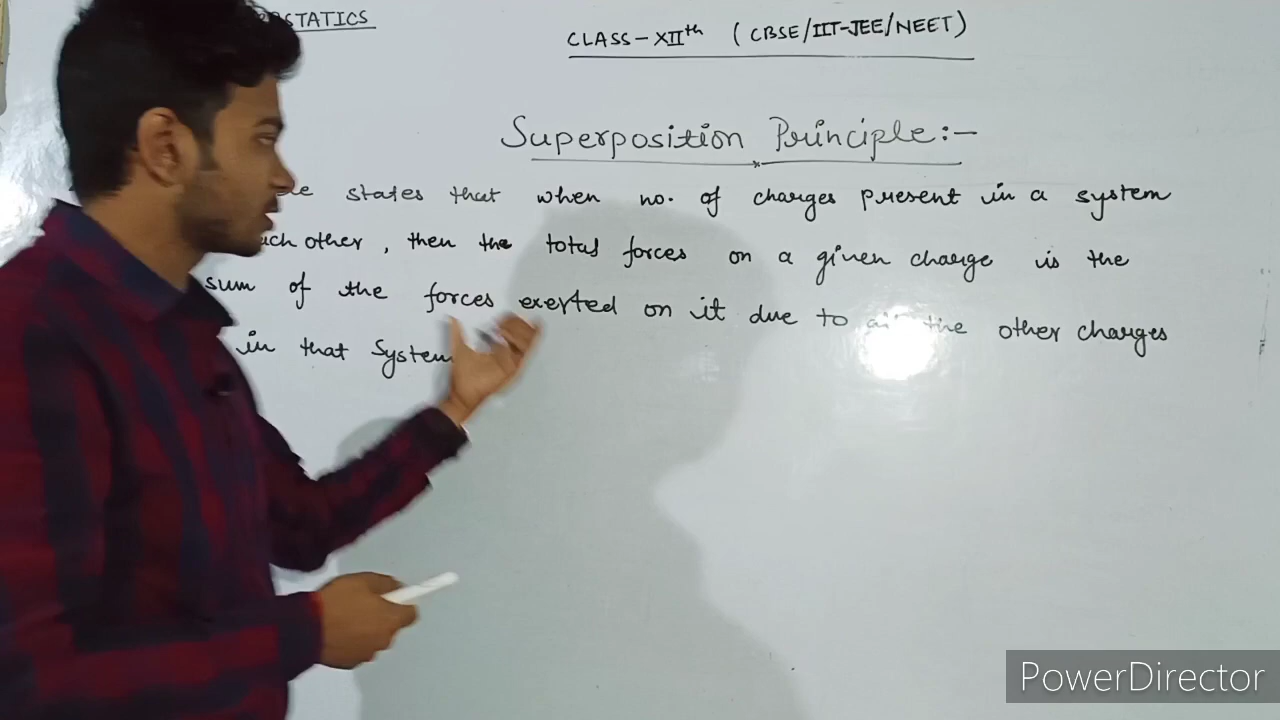 STATICS
CLASS-XIIth (CBSE/IIT-JEE/NEET)
Superposition Principle:-
states that when no. of charges present in a system
other, then the total forces on a given charge is the
sum of the forces exerted on it due to all the other charges
in that System
PowerDirector